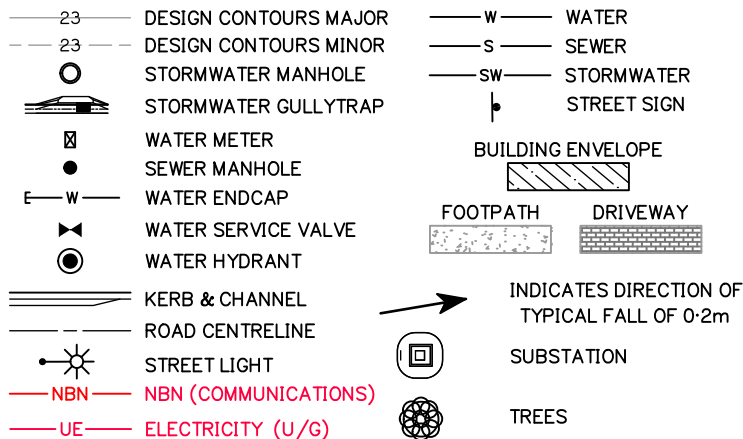 23 DESIGN CONTOURS MAJOR
23 DESIGN CONTOURS MINOR
STORMWATER MANHOLE
STORMWATER GULLYTRAP
WATER METER
SEWER MANHOLE
E W WATER ENDCAP
WATER SERVICE VALVE
WATER HYDRANT
KERB & CHANNEL
ROAD CENTRELINE
STREET LIGHT
NBN NBN (COMMUNICATIONS)
UE ELECTRICITY (U/G)
W WATER
S SEWER
SW STORMWATER
STREET SIGN
BUILDING ENVELOPE
FOOTPATH
DRIVEWAY
INDICATES DIRECTION OF
TYPICAL FALL OF 0·2m
SUBSTATION
TREES